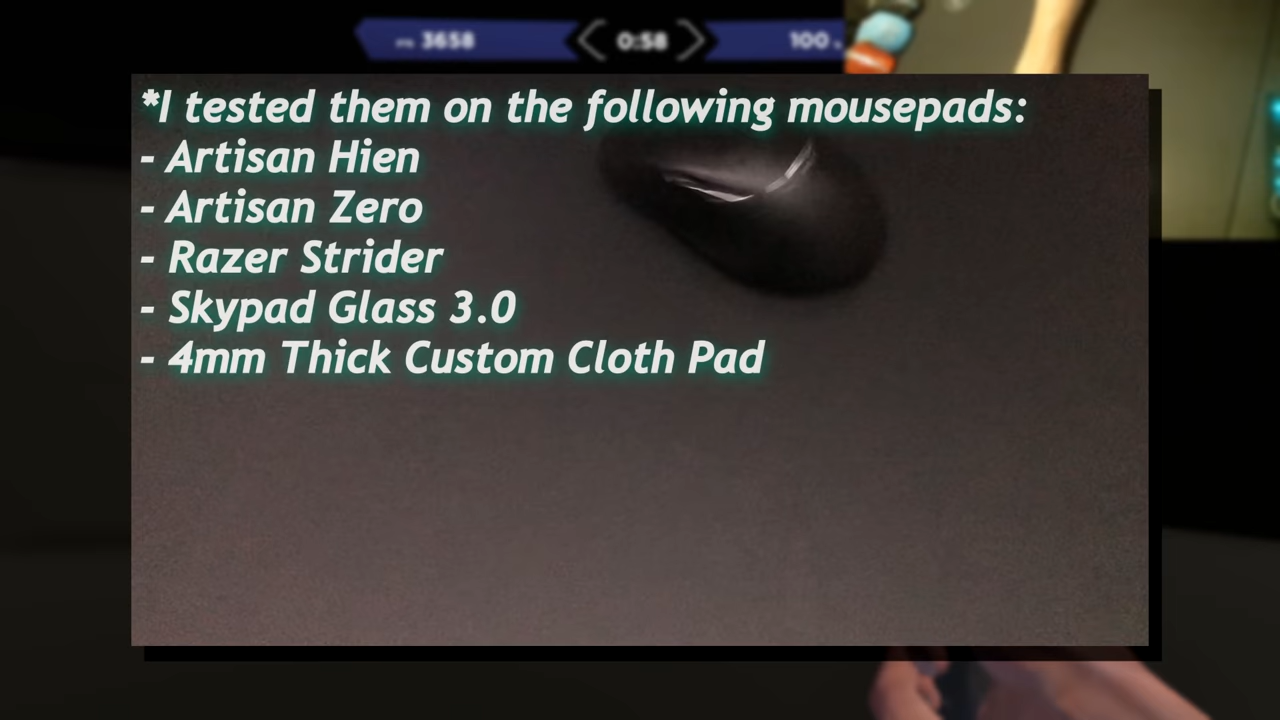 3658
0:58
100
*I tested them on the following mousepads:
- Artisan Hien
- Artisan Zero
- Razer Strider
- Skypad Glass 3.0
- 4mm Thick Custom Cloth Pad